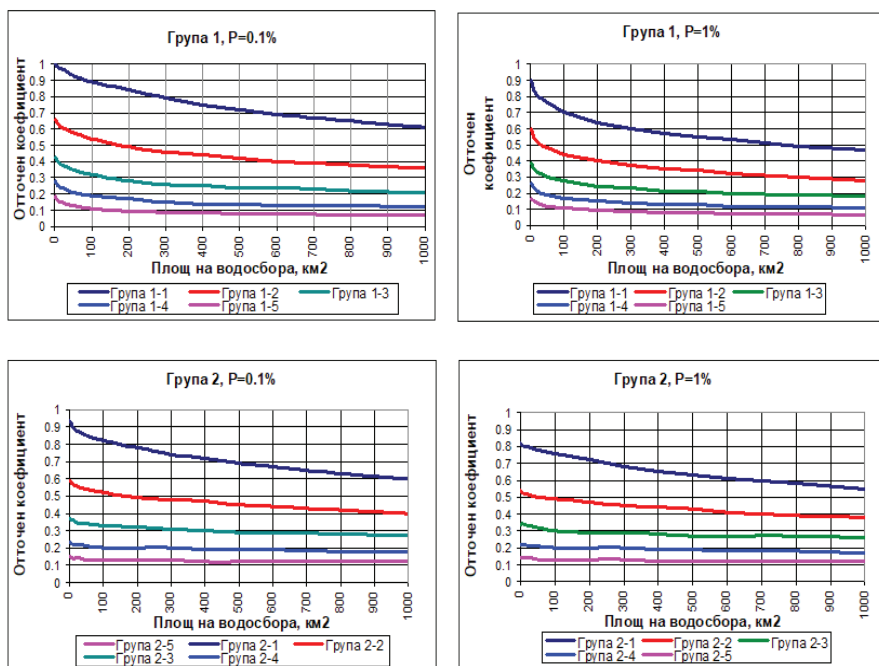 Група 1, P=0.1%
Отточен коефициент
1
0.9
0.8
0.7
0.6
0.5
0.4
0.3
0.2
0.1
0
0 100 200 300 400 500 600 700 800 900 1000
Площ на водосбора, км2
Група 1-1 Група 1-2 Група 1-3
Група 1-4 Група 1-5
Група 1, P=1%
Отточен
коефициент
1
0.9
0.8
0.7
0.6
0.5
0.4
0.3
0.2
0.1
0
0 100 200 300 400 500 600 700 800 900 1000
Площ на водосбора, км2
Група 1-1 Група 1-2 Група 1-3
Група 1-4 Група 1-5
Група 2, P=0.1%
Отточен коефициент
1
0.9
0.8
0.7
0.6
0.5
0.4
0.3
0.2
0.1
0
0 100 200 300 400 500 600 700 800 900 1000
Площ на водосбора, км2
Група 2-5 Група 2-1 Група 2-2
Група 2-3 Група 2-4
Група 2, P=1%
Отточен коефициент
1
0.9
0.8
0.7
0.6
0.5
0.4
0.3
0.2
0.1
0
0 100 200 300 400 500 600 700 800 900 1000
Площ на водосбора, км2
Група 2-1 Група 2-2 Група 2-3
Група 2-4 Група 2-5